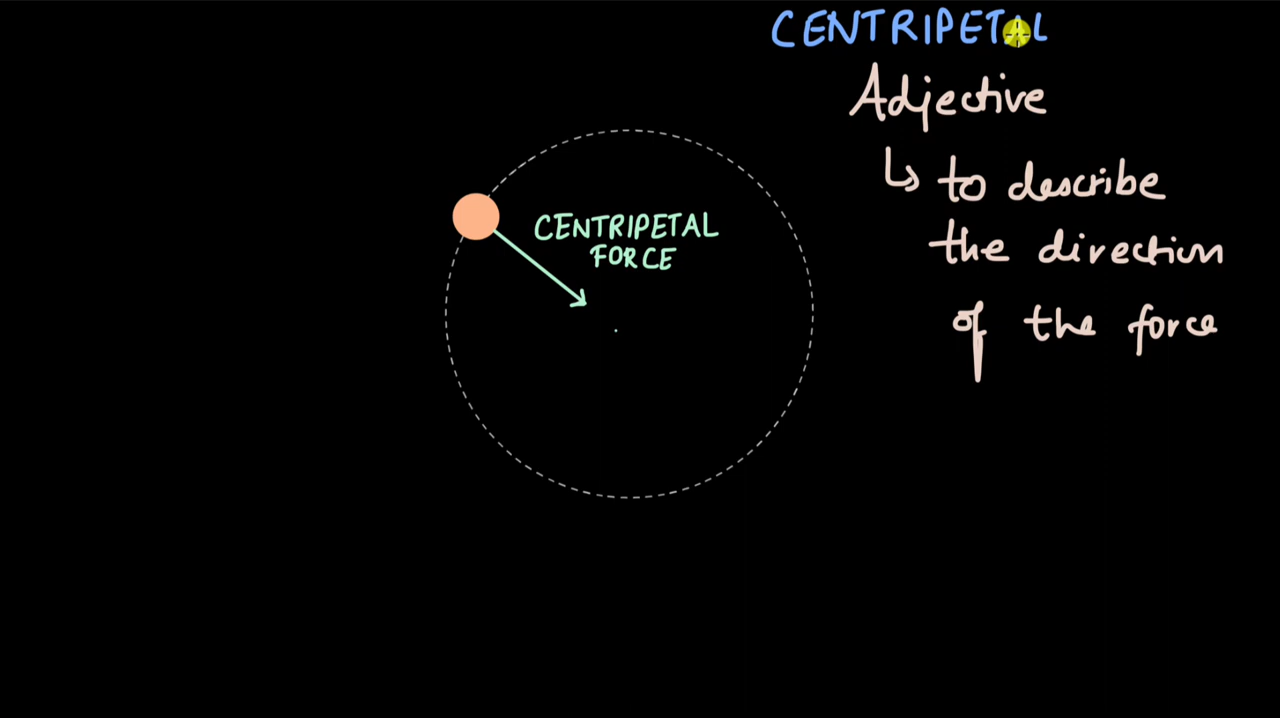 CENTRIPETAL
Adjective
↳ to describe
the direction
of the force
CENTRIPETAL
FORCE